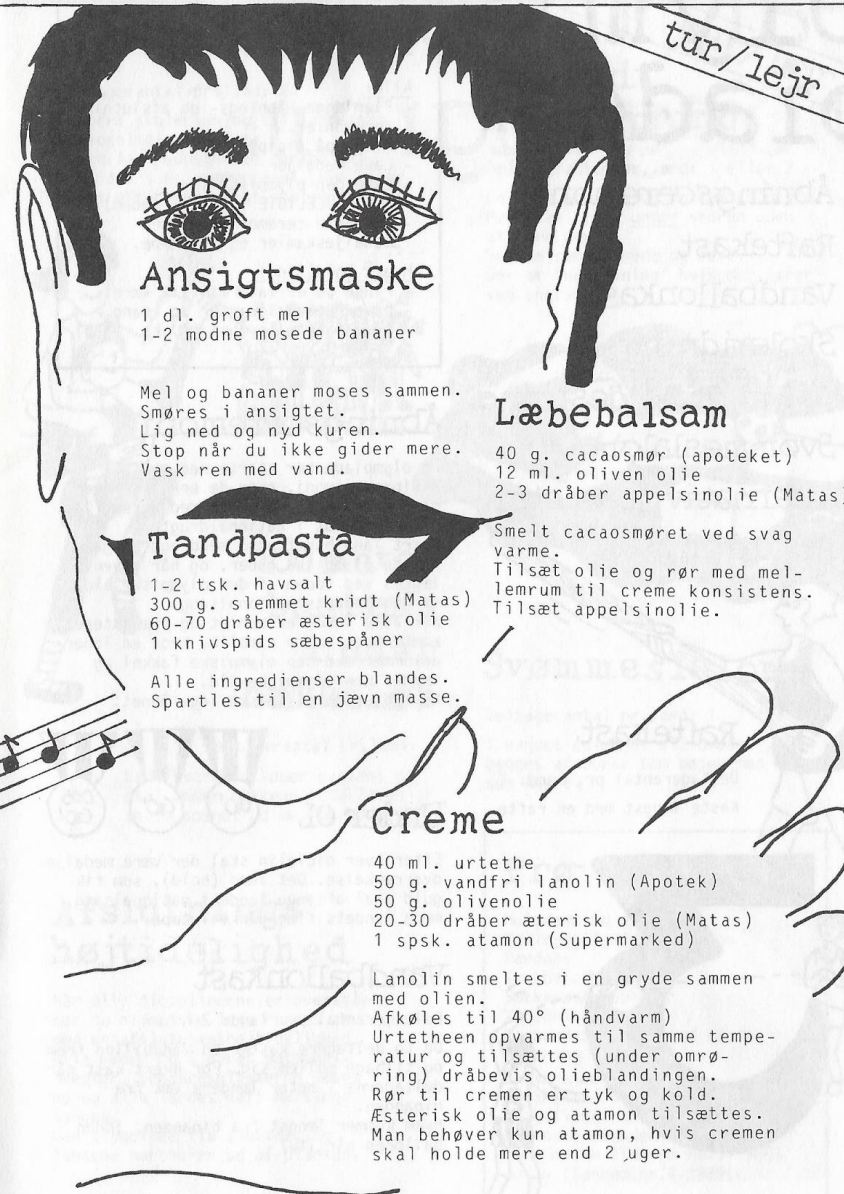 tur/lejr
Ansigtsmaske
1 dl. groft mel
1-2 modne mosede bananer
Mel og bananer moses sammen.
Smøres i ansigtet.
Lig ned og nyd kuren.
Stop når du ikke gider mere.
Vask ren med vand.
Læbebalsam
40 g. cacaosmør (apoteket)
12 ml. oliven olie
2-3 dråber appelsinolie (Matas)
Smelt cacaosmøret ved svag
varme.
Tilsæt olie og rør med mel-
lemrum til creme konsistens.
Tilsæt appelsinolie.
Tandpasta
1-2 tsk. havsalt
300 g. slemmet kridt (Matas)
60-70 dråber æsterisk olie
1 knivspids sæbespåner
Alle ingredienser blandes.
Spartles til en jævn masse.
Creme
40 ml. urtethe
50 g. vandfri lanolin (Apotek)
50 g. olivenolie
20-30 dråber æterisk olie (Matas)
1 spsk. atamon (Supermarked)
Lanolin smeltes i en gryde sammen
med olien.
Afkøles til 40° (håndvarm)
Urtetheen opvarmes til samme tempe-
ratur og tilsættes (under omrø-
ring) dråbevis olieblandingen.
Rør til cremen er tyk og kold.
Æsterisk olie og atamon tilsættes.
Man behøver kun atamon, hvis cremen
skal holde mere end 2 uger.